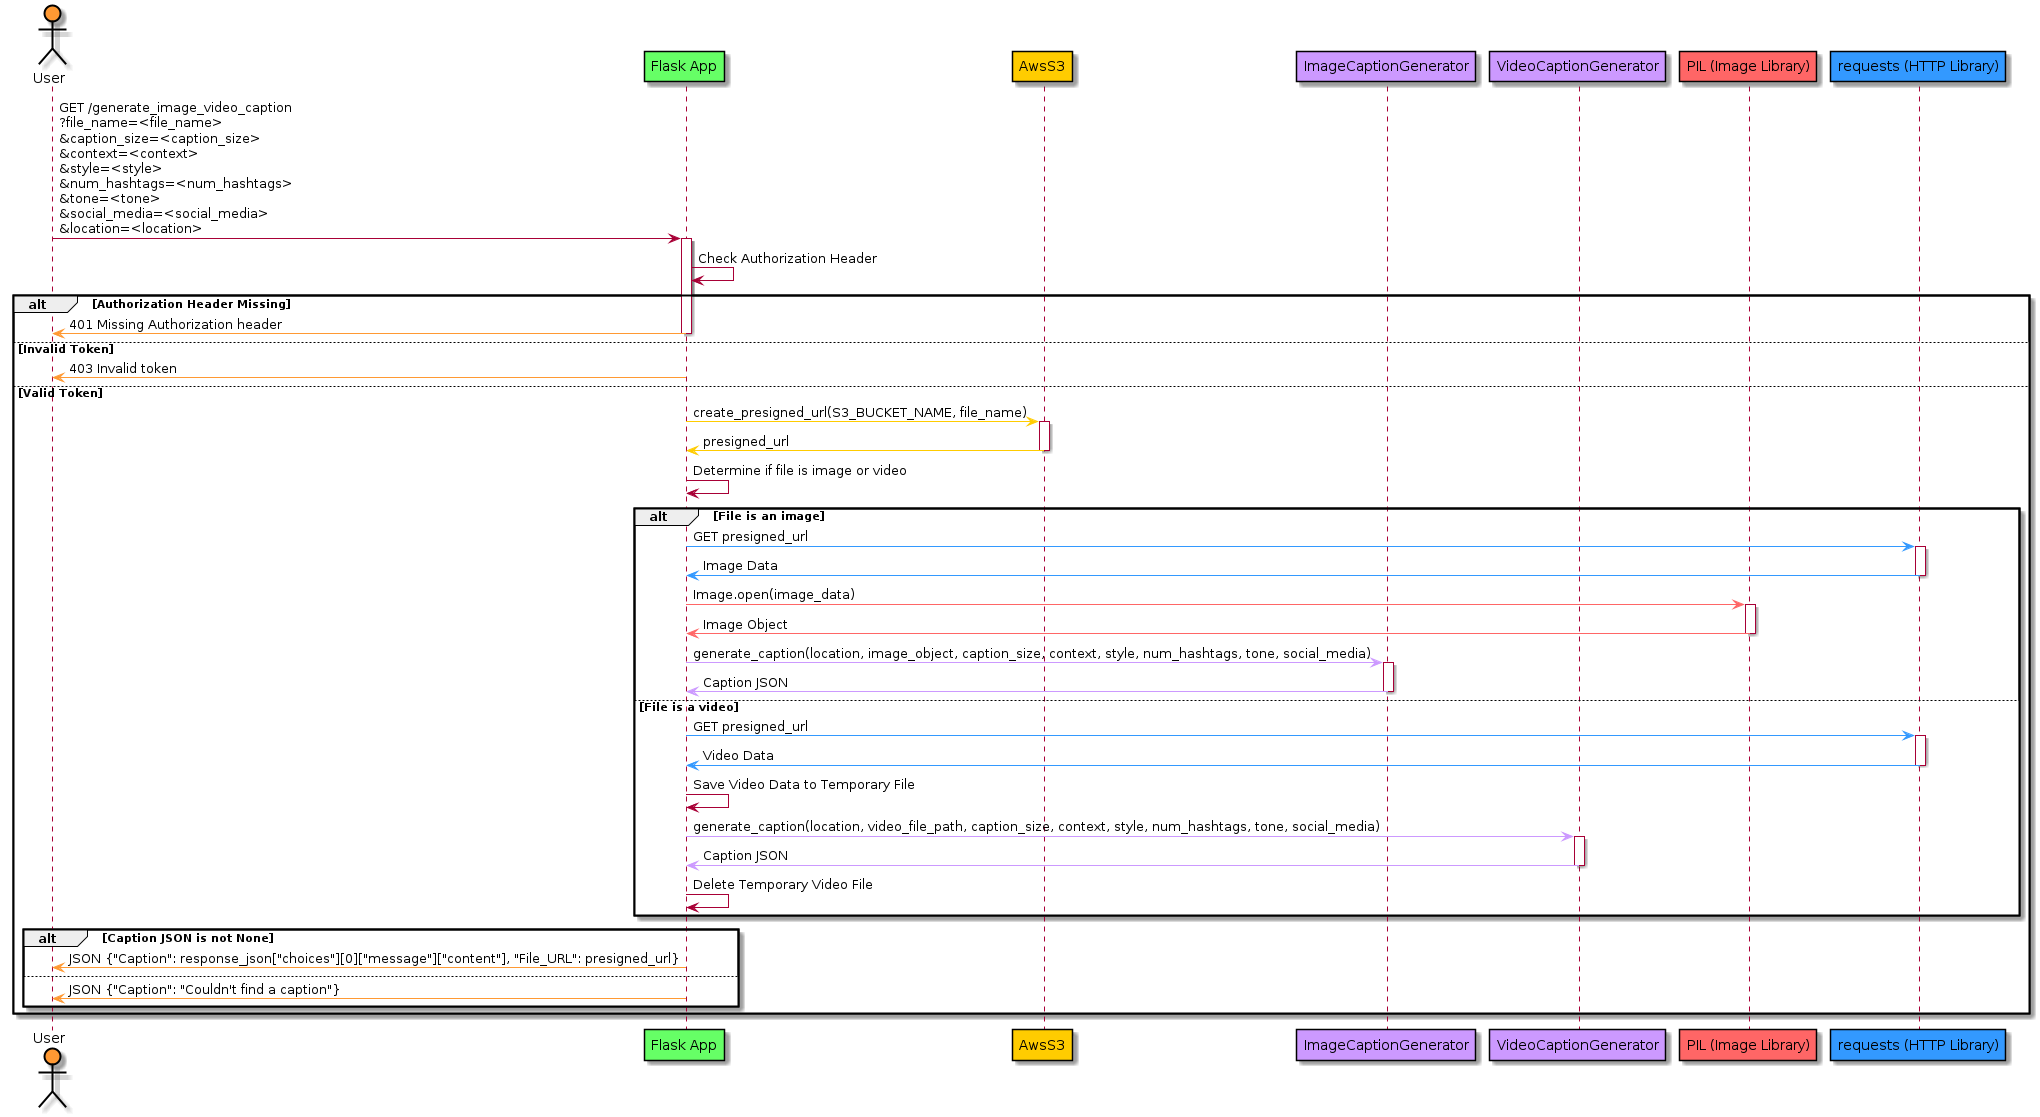 User
Flask App
AwsS3
ImageCaptionGenerator
VideoCaptionGenerator
PIL (Image Library)
requests (HTTP Library)
GET /generate_image_video_caption
?file_name=<file_name>
&caption_size=<caption_size>
&context=<context>
&style=<style>
&num_hashtags=<num_hashtags>
&tone=<tone>
&social_media=<social_media>
&location=<location>
Check Authorization Header
alt [Authorization Header Missing]
401 Missing Authorization header
[Invalid Token]
403 Invalid token
[Valid Token]
create_presigned_url(S3_BUCKET_NAME, file_name)
presigned_url
Determine if file is image or video
alt [File is an image]
GET presigned_url
Image Data
Image.open(image_data)
Image Object
generate_caption(location, image_object, caption_size, context, style, num_hashtags, tone, social_media)
Caption JSON
[File is a video]
GET presigned_url
Video Data
Save Video Data to Temporary File
generate_caption(location, video_file_path, caption_size, context, style, num_hashtags, tone, social_media)
Caption JSON
Delete Temporary Video File
alt [Caption JSON is not None]
JSON {"Caption": response_json["choices"][0]["message"]["content"], "File_URL": presigned_url}
JSON {"Caption": "Couldn't find a caption"}
User
Flask App
AwsS3
ImageCaptionGenerator
VideoCaptionGenerator
PIL (Image Library)
requests (HTTP Library)